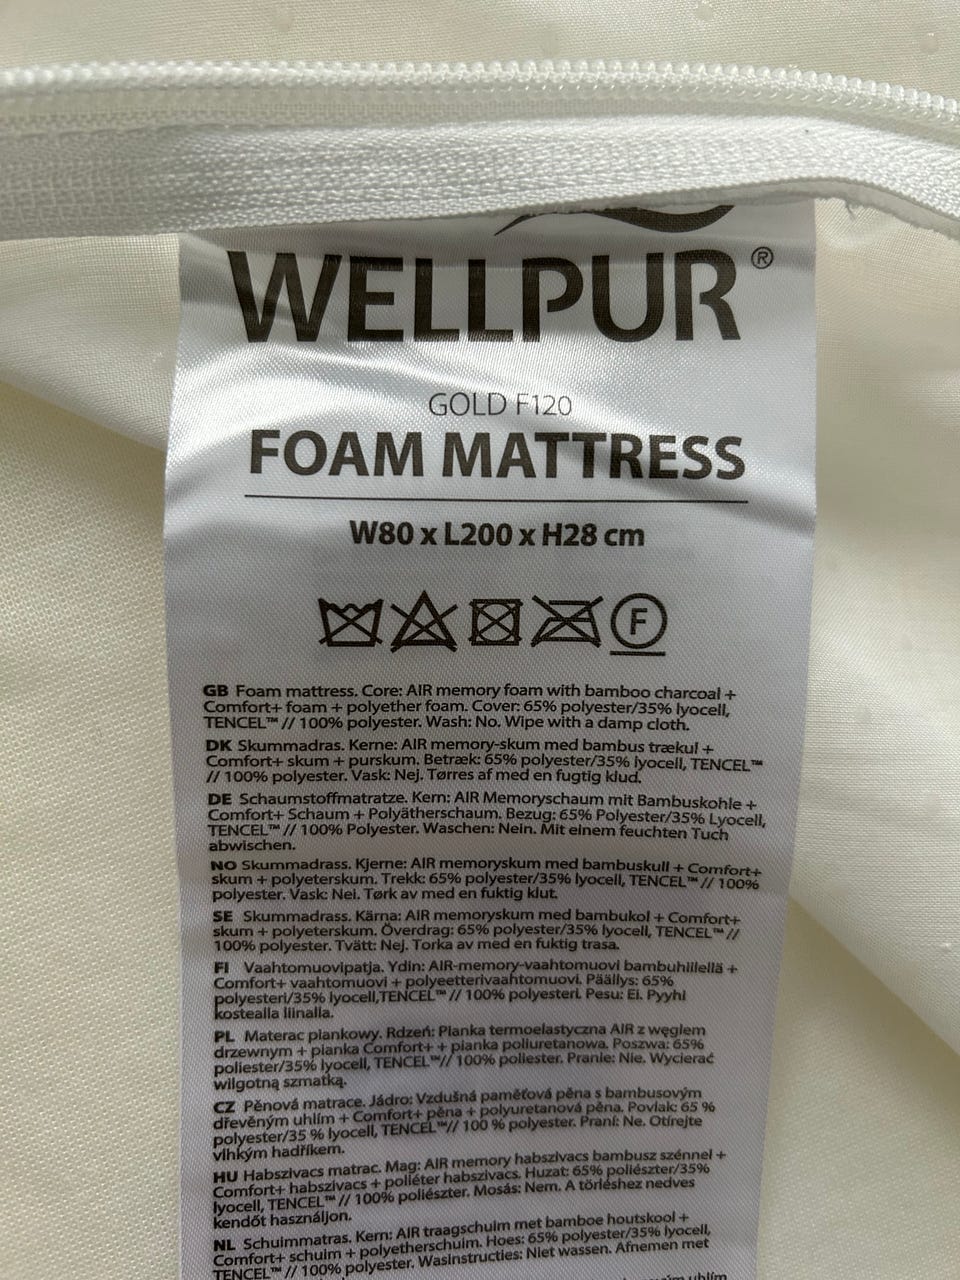 WELLPUR®
GOLD F120
FOAM MATTRESS
W80 x L200 x H28 cm
F
GB Foam mattress. Core: AIR memory foam with bamboo charcoal +
Comfort+ foam + polyether foam. Cover: 65% polyester/35% lyocell,
TENCEL™ // 100% polyester. Wash: No. Wipe with a damp cloth.
DK Skummadras. Kerne: AIR memory-skum med bambus trækul +
Comfort+ skum + purskum. Betræk: 65% polyester/35% lyocell, TENCEL™
// 100% polyester. Vask: Nej. Tørres af med en fugtig klud.
DE Schaumstoffmatratze. Kern: AIR Memoryschaum mit Bambuskohle +
Comfort+ Schaum + Polyätherschaum. Bezug: 65% Polyester/35% Lyocell,
TENCEL™ // 100% Polyester. Waschen: Nein. Mit einem feuchten Tuch
abwischen.
NO Skummadrass. Kjerne: AIR memoryskum med bambuskull + Comfort+
skum + polyeterskum. Trekk: 65% polyester/35% lyocell, TENCEL™ // 100%
polyester. Vask: Nei. Tørk av med en fuktig klut.
SE Skummadrass. Kärna: AIR memoryskum med bambukol + Comfort+
skum + polyeterskum. Överdrag: 65% polyester/35% lyocell, TENCEL™ //
100% polyester. Tvätt: Nej. Torka av med en fuktig trasa.
FI Vaahtomuovipatja. Ydin: AIR-memory-vaahtomuovi bambuhiilellä +
Comfort+ vaahtomuovi + polyeetterivaahtomuovi. Päällys: 65%
polyesteri/35% lyocell,TENCEL™ // 100% polyesteri. Pesu: Ei. Pyyhi
kostealla liinalla.
PL Materac piankowy. Rdzeń: Pianka termoelastyczna AIR z węglem
drzewnym + pianka Comfort+ + pianka poliuretanowa. Poszwa: 65%
poliester/35% lyocell, TENCEL™// 100% poliester. Pranie: Nie. Wycierać
wilgotną szmatką.
CZ Pěnová matrace. Jádro: Vzdušná paměťová pěna s bambusovým
dřevěným uhlím + Comfort+ pěna + polyuretanová pěna. Povlak: 65 %
polyester/35 % lyocell, TENCEL™// 100 % polyester. Praní: Ne. Otírejte
vlhkým hadříkem.
HU Habszivacs matrac. Mag: AIR memory habszivacs bambusz szénnel +
Comfort+ habszivacs + poliéter habszivacs. Huzat: 65% poliészter/35%
lyocell, TENCEL™ // 100% poliészter. Mosás: Nem. A törléshez nedves
kendőt használjon.
NL Schuimmatras. Kern: AIR traagschuim met bamboe houtskool +
Comfort+ schuim + polyetherschuim. Hoes: 65% polyester/35% lyocell,
TENCEL™ // 100% polyester. Wasinstructies: Niet wassen. Afnemen met
uhlím